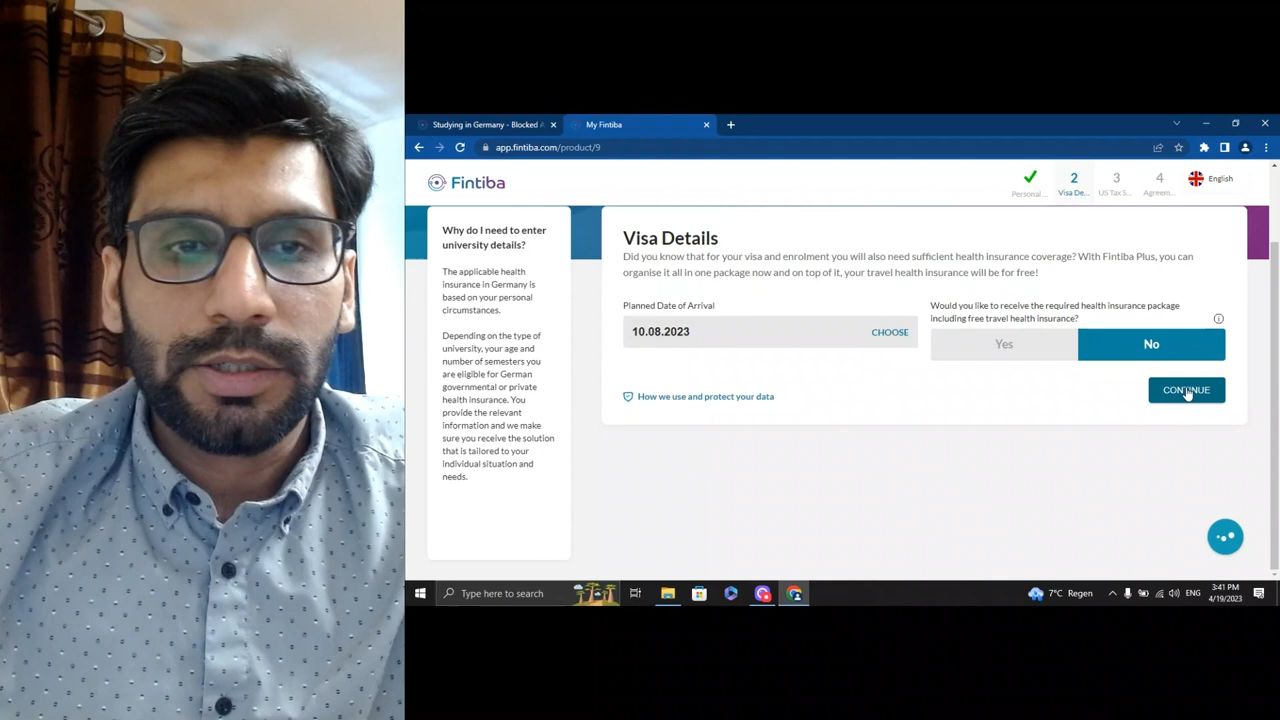 Studying in Germany - Blocked A
My Fintiba
app.fintiba.com/product/9
Fintiba
2
3
4
Personal ...
Visa De...
US Tax S...
Agreem...
English
Why do I need to enter
university details?
The applicable health
insurance in Germany is
based on your personal
circumstances.
Depending on the type of
university, your age and
number of semesters you
are eligible for German
governmental or private
health insurance. You
provide the relevant
information and we make
sure you receive the solution
that is tailored to your
individual situation and
needs.
Visa Details
Did you know that for your visa and enrolment you will also need sufficient health insurance coverage? With Fintiba Plus, you can
organise it all in one package now and on top of it, your travel health insurance will be for free!
Planned Date of Arrival
10.08.2023
CHOOSE
Would you like to receive the required health insurance package
including free travel health insurance?
Yes
No
How we use and protect your data
CONTINUE
Type here to search
7°C Regen
ENG
3:41 PM
4/19/2023